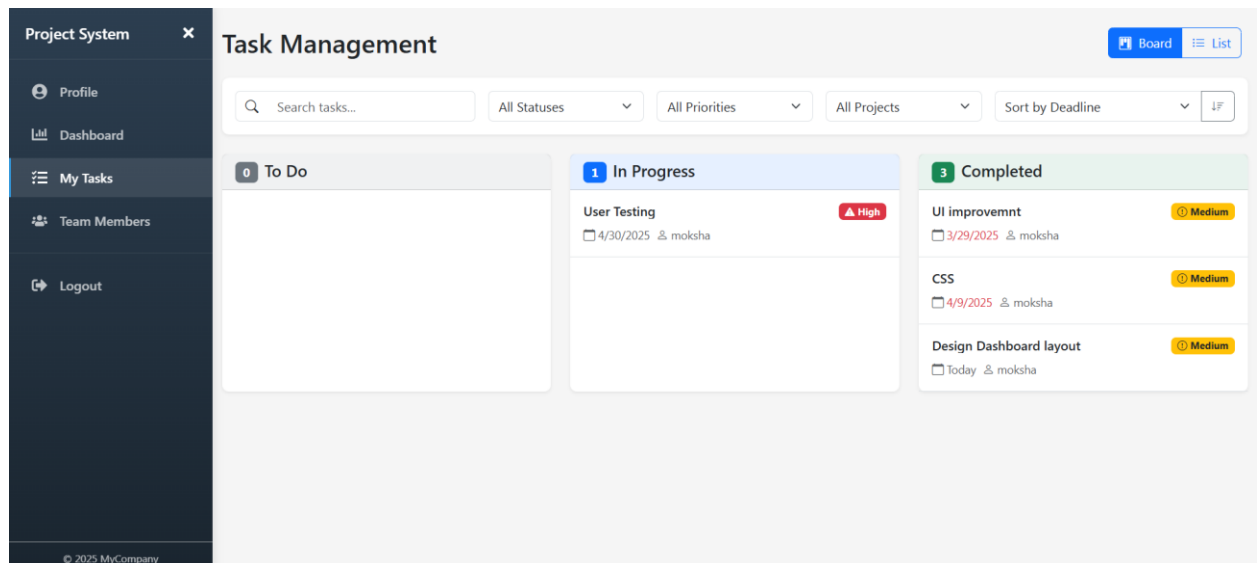 Project System ×
Profile
Dashboard
My Tasks
Team Members
Logout
© 2025 MyCompany
Task Management
Board List
Search tasks... All Statuses All Priorities All Projects Sort by Deadline
0 To Do
1 In Progress
User Testing High
4/30/2025 moksha
3 Completed
UI improvemnt Medium
3/29/2025 moksha
CSS Medium
4/9/2025 moksha
Design Dashboard layout Medium
Today moksha